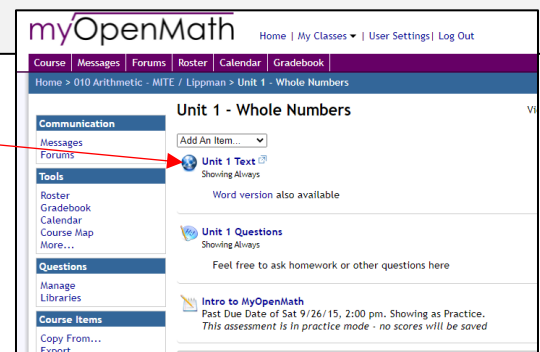 myOpenMath
Home | My Classes ▾ | User Settings | Log Out
Course Messages Forums Roster Calendar Gradebook
Home > 010 Arithmetic - MITE / Lippman > Unit 1 - Whole Numbers
Unit 1 - Whole Numbers
Communication
Messages
Forums
Tools
Roster
Gradebook
Calendar
Course Map
More...
Questions
Manage
Libraries
Course Items
Copy From...
Export
Add An Item...
Unit 1 Text
Showing Always
Word version also available
Unit 1 Questions
Showing Always
Feel free to ask homework or other questions here
Intro to MyOpenMath
Past Due Date of Sat 9/26/15, 2:00 pm. Showing as Practice.
This assessment is in practice mode - no scores will be saved